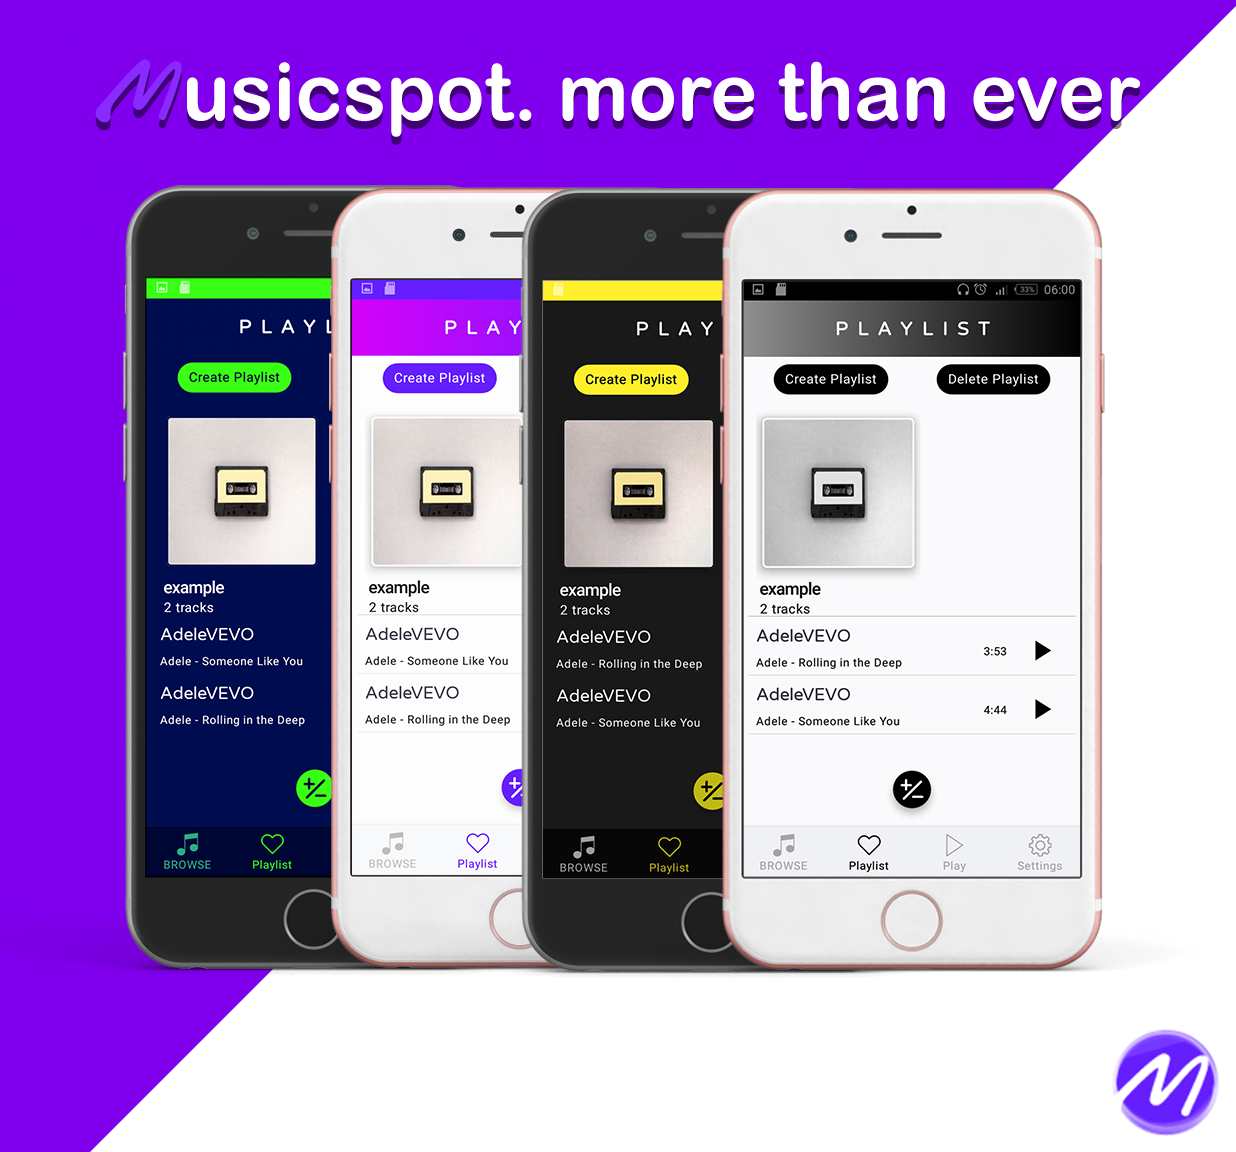 Musicspot. more than ever
PLAYL
Create Playlist
example
2 tracks
AdeleVEVO
Adele - Someone Like You
AdeleVEVO
Adele - Rolling in the Deep
BROWSE
Playlist
PLAY
Create Playlist
example
2 tracks
AdeleVEVO
Adele - Someone Like You
AdeleVEVO
Adele - Rolling in the Deep
BROWSE
Playlist
PLAY
Create Playlist
example
2 tracks
AdeleVEVO
Adele - Rolling in the Deep
AdeleVEVO
Adele - Someone Like You
BROWSE
Playlist
33% 06:00
PLAYLIST
Create Playlist Delete Playlist
example
2 tracks
AdeleVEVO
Adele - Rolling in the Deep 3:53
AdeleVEVO
Adele - Someone Like You 4:44
BROWSE Playlist Play Settings
M